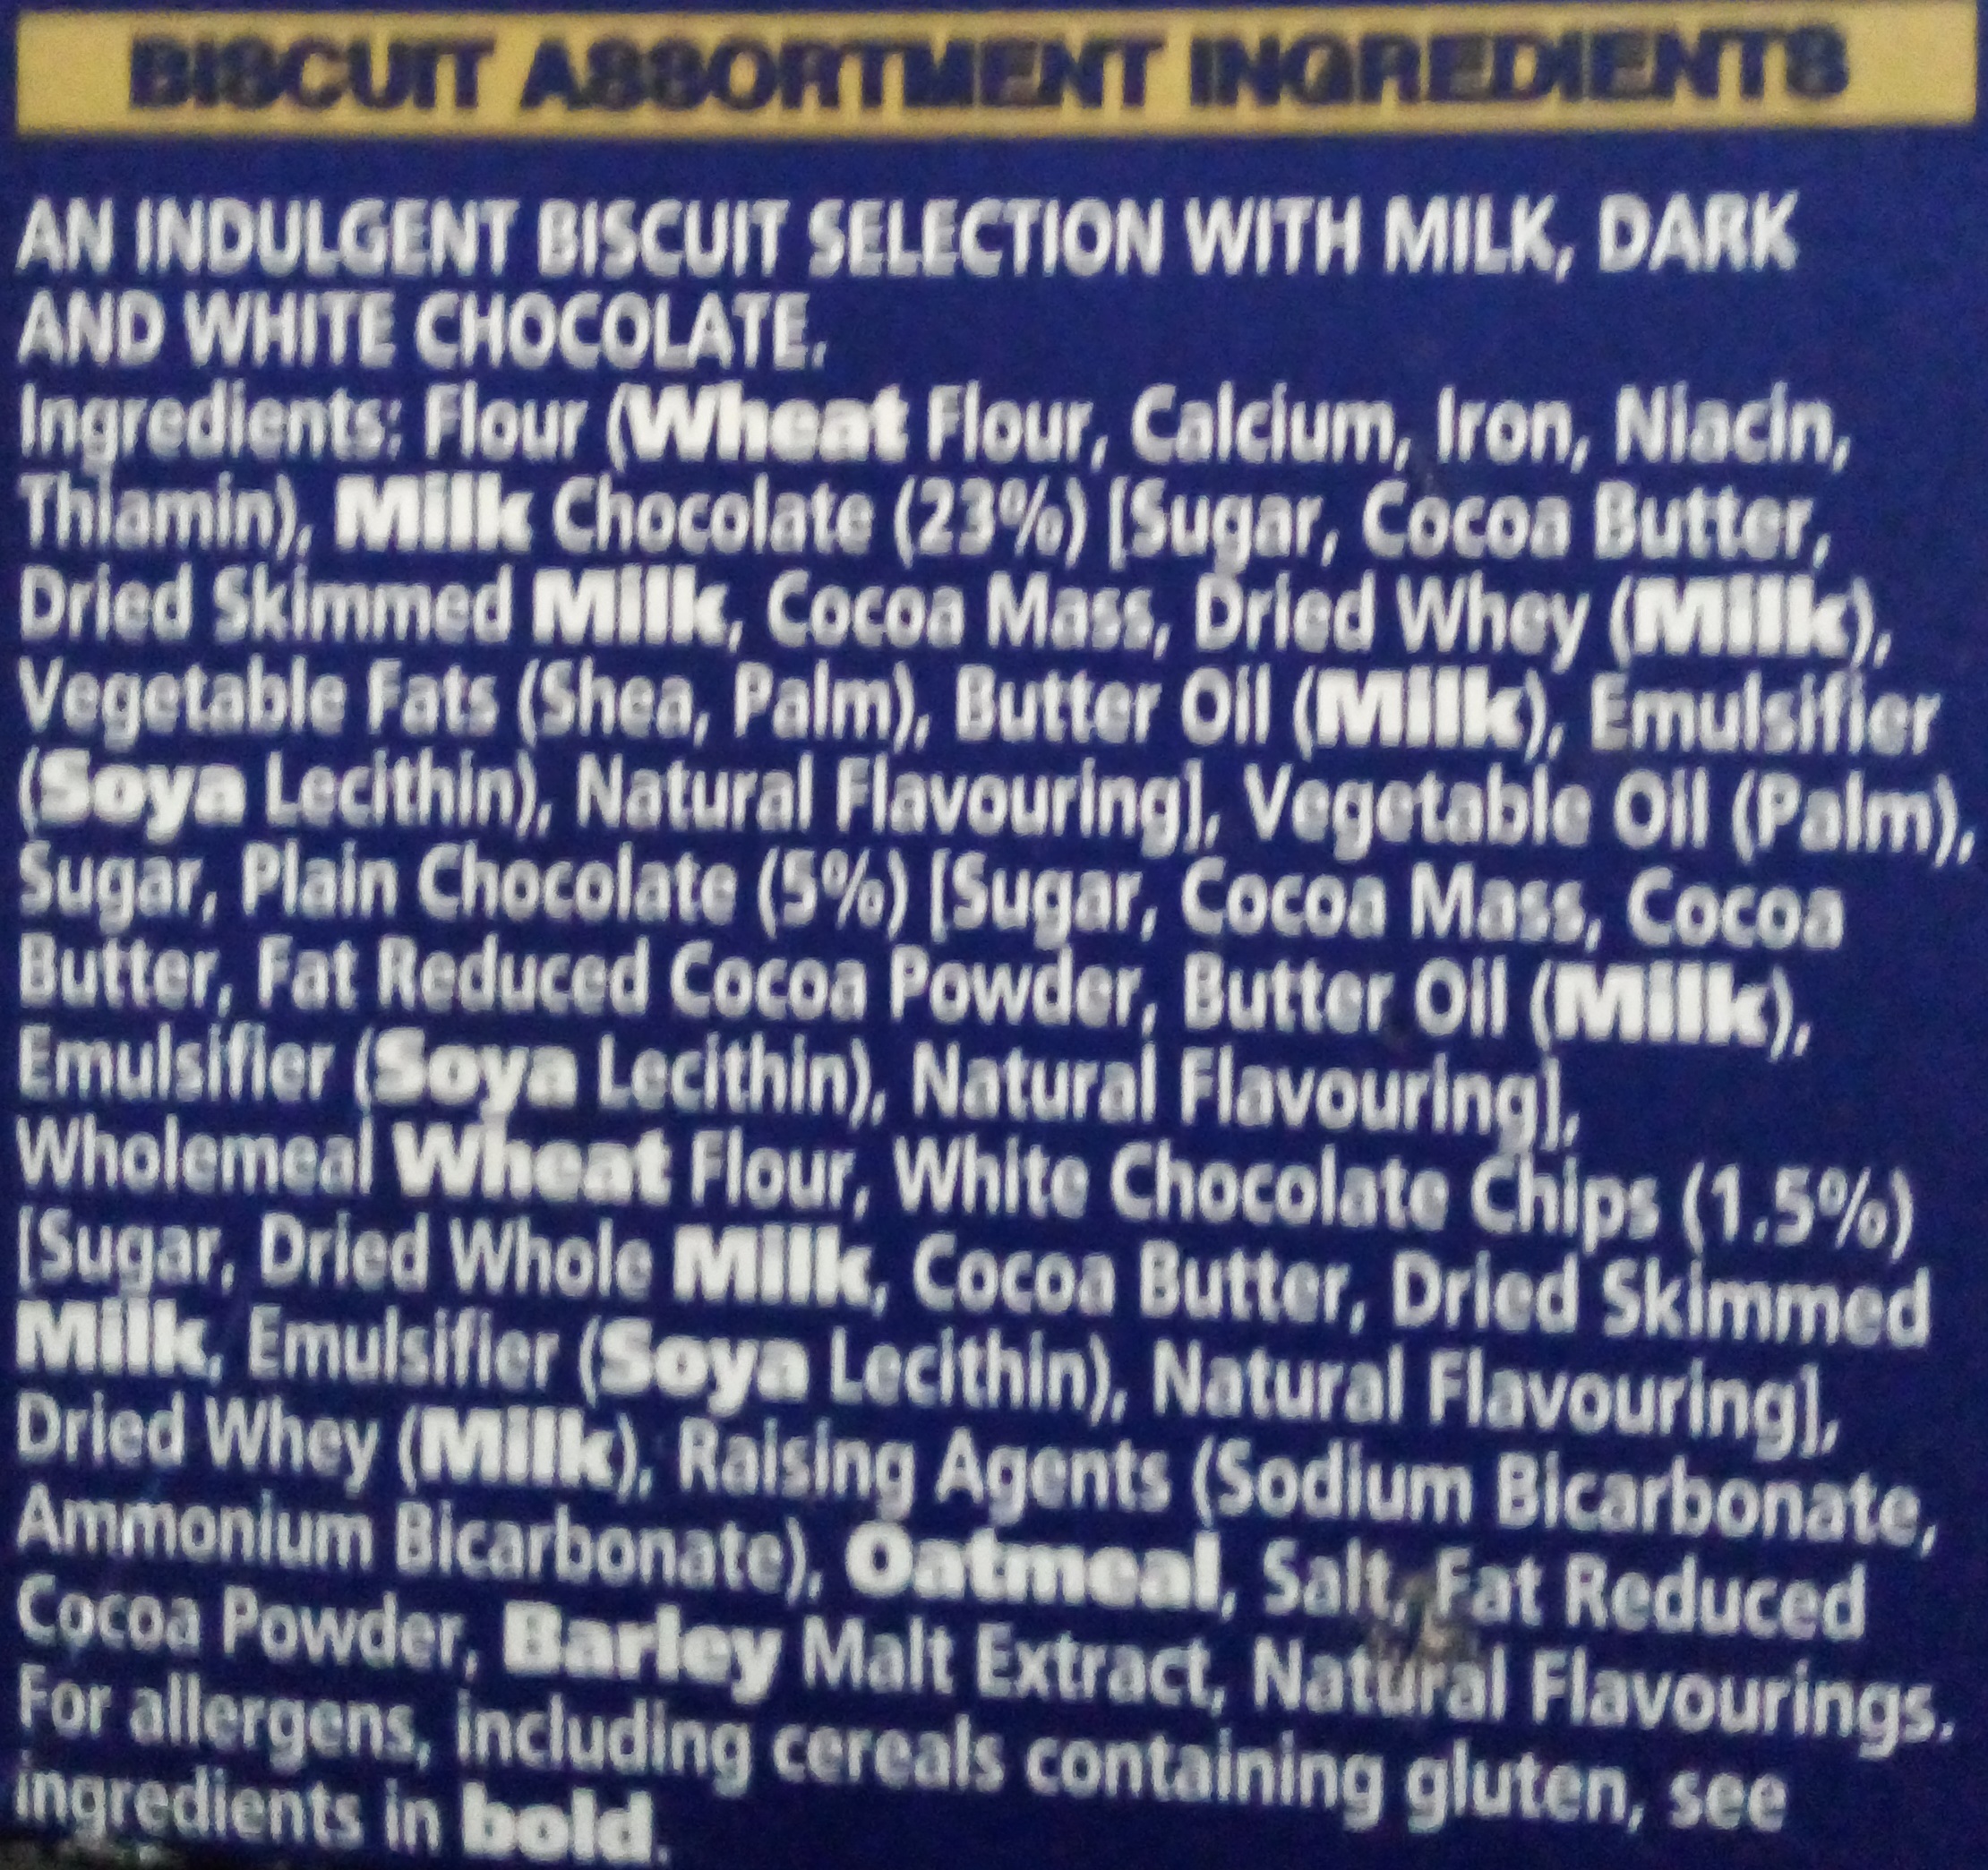 BISCUIT ASSORTMENT INGREDIENTS
AN INDULGENT BISCUIT SELECTION WITH MILK, DARK
AND WHITE CHOCOLATE.
Ingredients: Flour (Wheat Flour, Calcium, Iron, Niacin,
Thiamin), Milk Chocolate (23%) [Sugar, Cocoa Butter,
Dried Skimmed Milk, Cocoa Mass, Dried Whey (Milk),
Vegetable Fats (Shea, Palm), Butter Oil (Milk), Emulsifier
(Soya Lecithin), Natural Flavouring], Vegetable Oil (Palm),
Sugar, Plain Chocolate (5%) [Sugar, Cocoa Mass, Cocoa
Butter, Fat Reduced Cocoa Powder, Butter Oil (Milk),
Emulsifier (Soya Lecithin), Natural Flavouring],
Wholemeal Wheat Flour, White Chocolate Chips (1.5%)
[Sugar, Dried Whole Milk, Cocoa Butter, Dried Skimmed
Milk, Emulsifier (Soya Lecithin), Natural Flavouring],
Dried Whey (Milk), Raising Agents (Sodium Bicarbonate,
Ammonium Bicarbonate), Oatmeal, Salt, Fat Reduced
Cocoa Powder, Barley Malt Extract, Natural Flavourings.
For allergens, including cereals containing gluten, see
ingredients in bold.